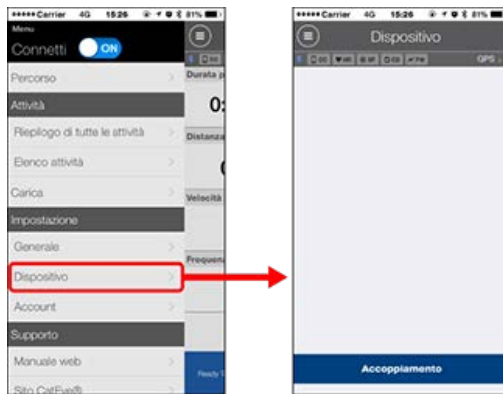 Carrier 4G 15:26 81%
Menu
Connetti ON
Percorso
Attività
Riepilogo di tutte le attività
Elenco attività
Carica
Impostazione
Generale
Dispositivo
Account
Supporto
Manuale web
Sito CatEye®
Durata p
0:
Distanza
Velocità
Frequen
Ready T
Carrier 4G 15:26 81%
Dispositivo
GPS
Accoppiamento